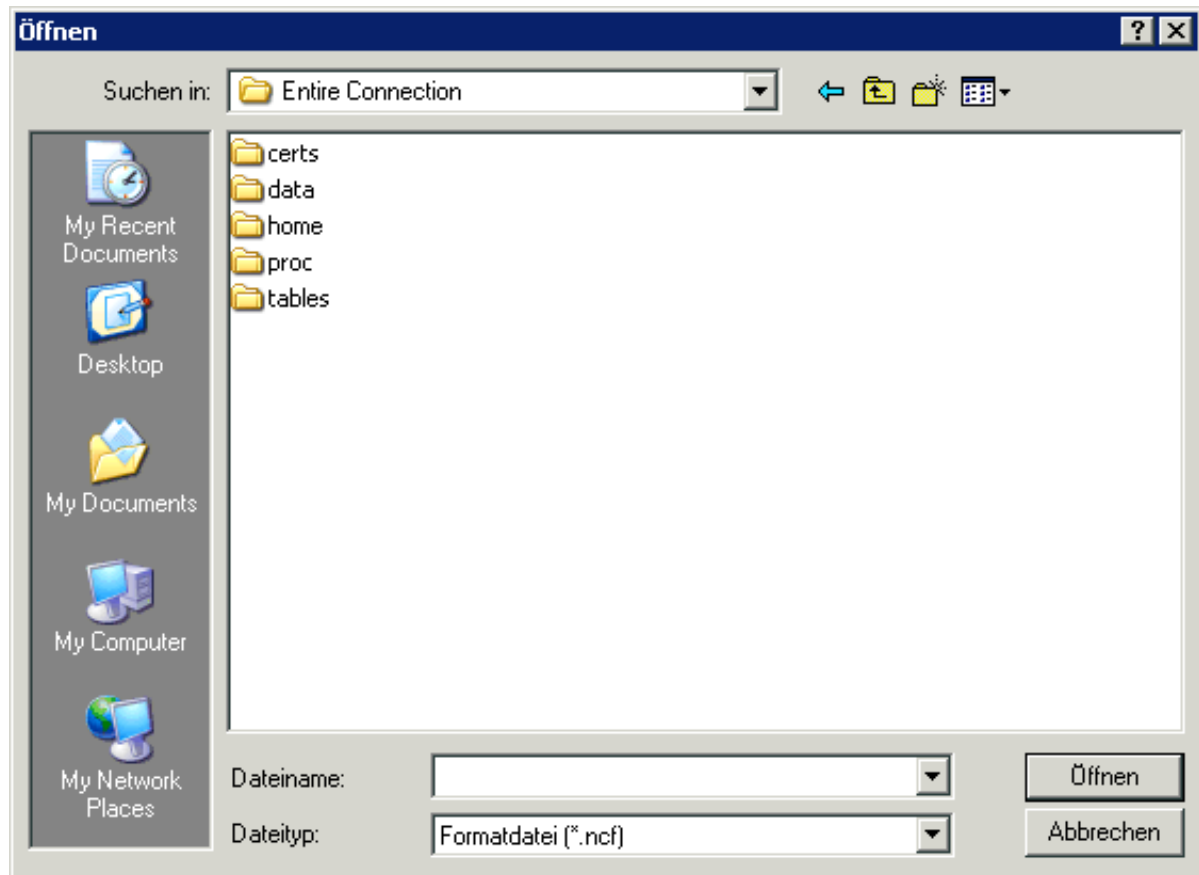 Öffnen
?
Suchen in:
Entire Connection
My Recent
Documents
Desktop
My Documents
My Computer
My Network
Places
certs
data
home
proc
tables
Dateiname:
Öffnen
Dateityp:
Formatdatei (*.ncf)
Abbrechen